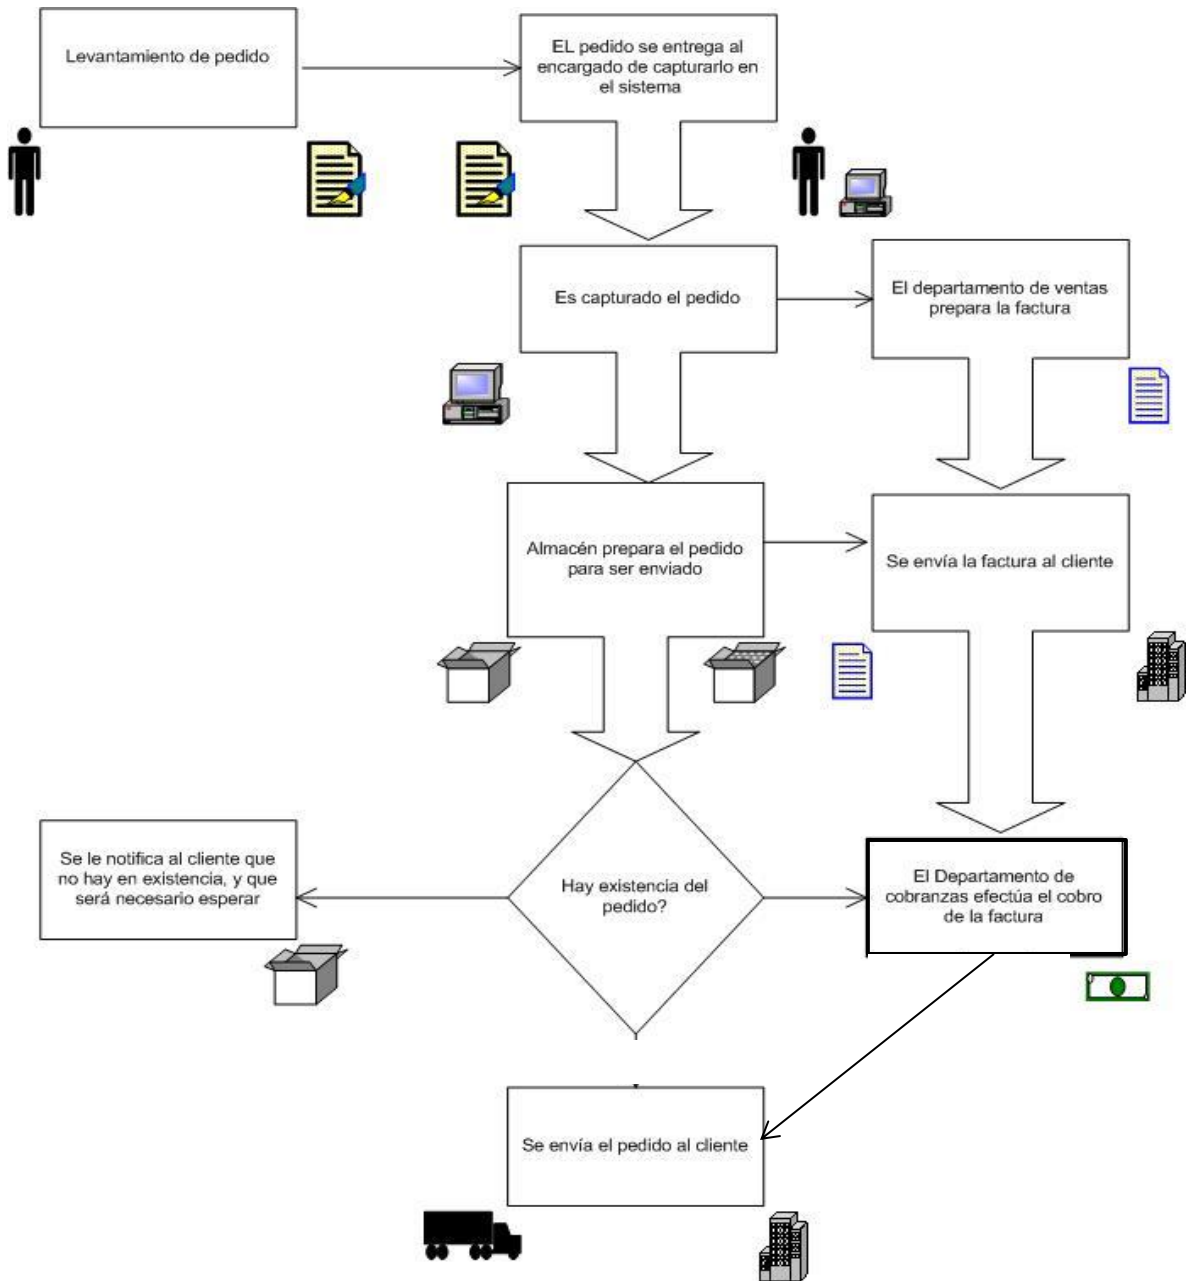 Levantamiento de pedido
EL pedido se entrega al
encargado de capturarlo en
el sistema
Es capturado el pedido
El departamento de ventas
prepara la factura
Almacén prepara el pedido
para ser enviado
Se envía la factura al cliente
Se le notifica al cliente que
no hay en existencia, y que
será necesario esperar
Hay existencia del
pedido?
El Departamento de
cobranzas efectúa el cobro
de la factura
Se envía el pedido al cliente